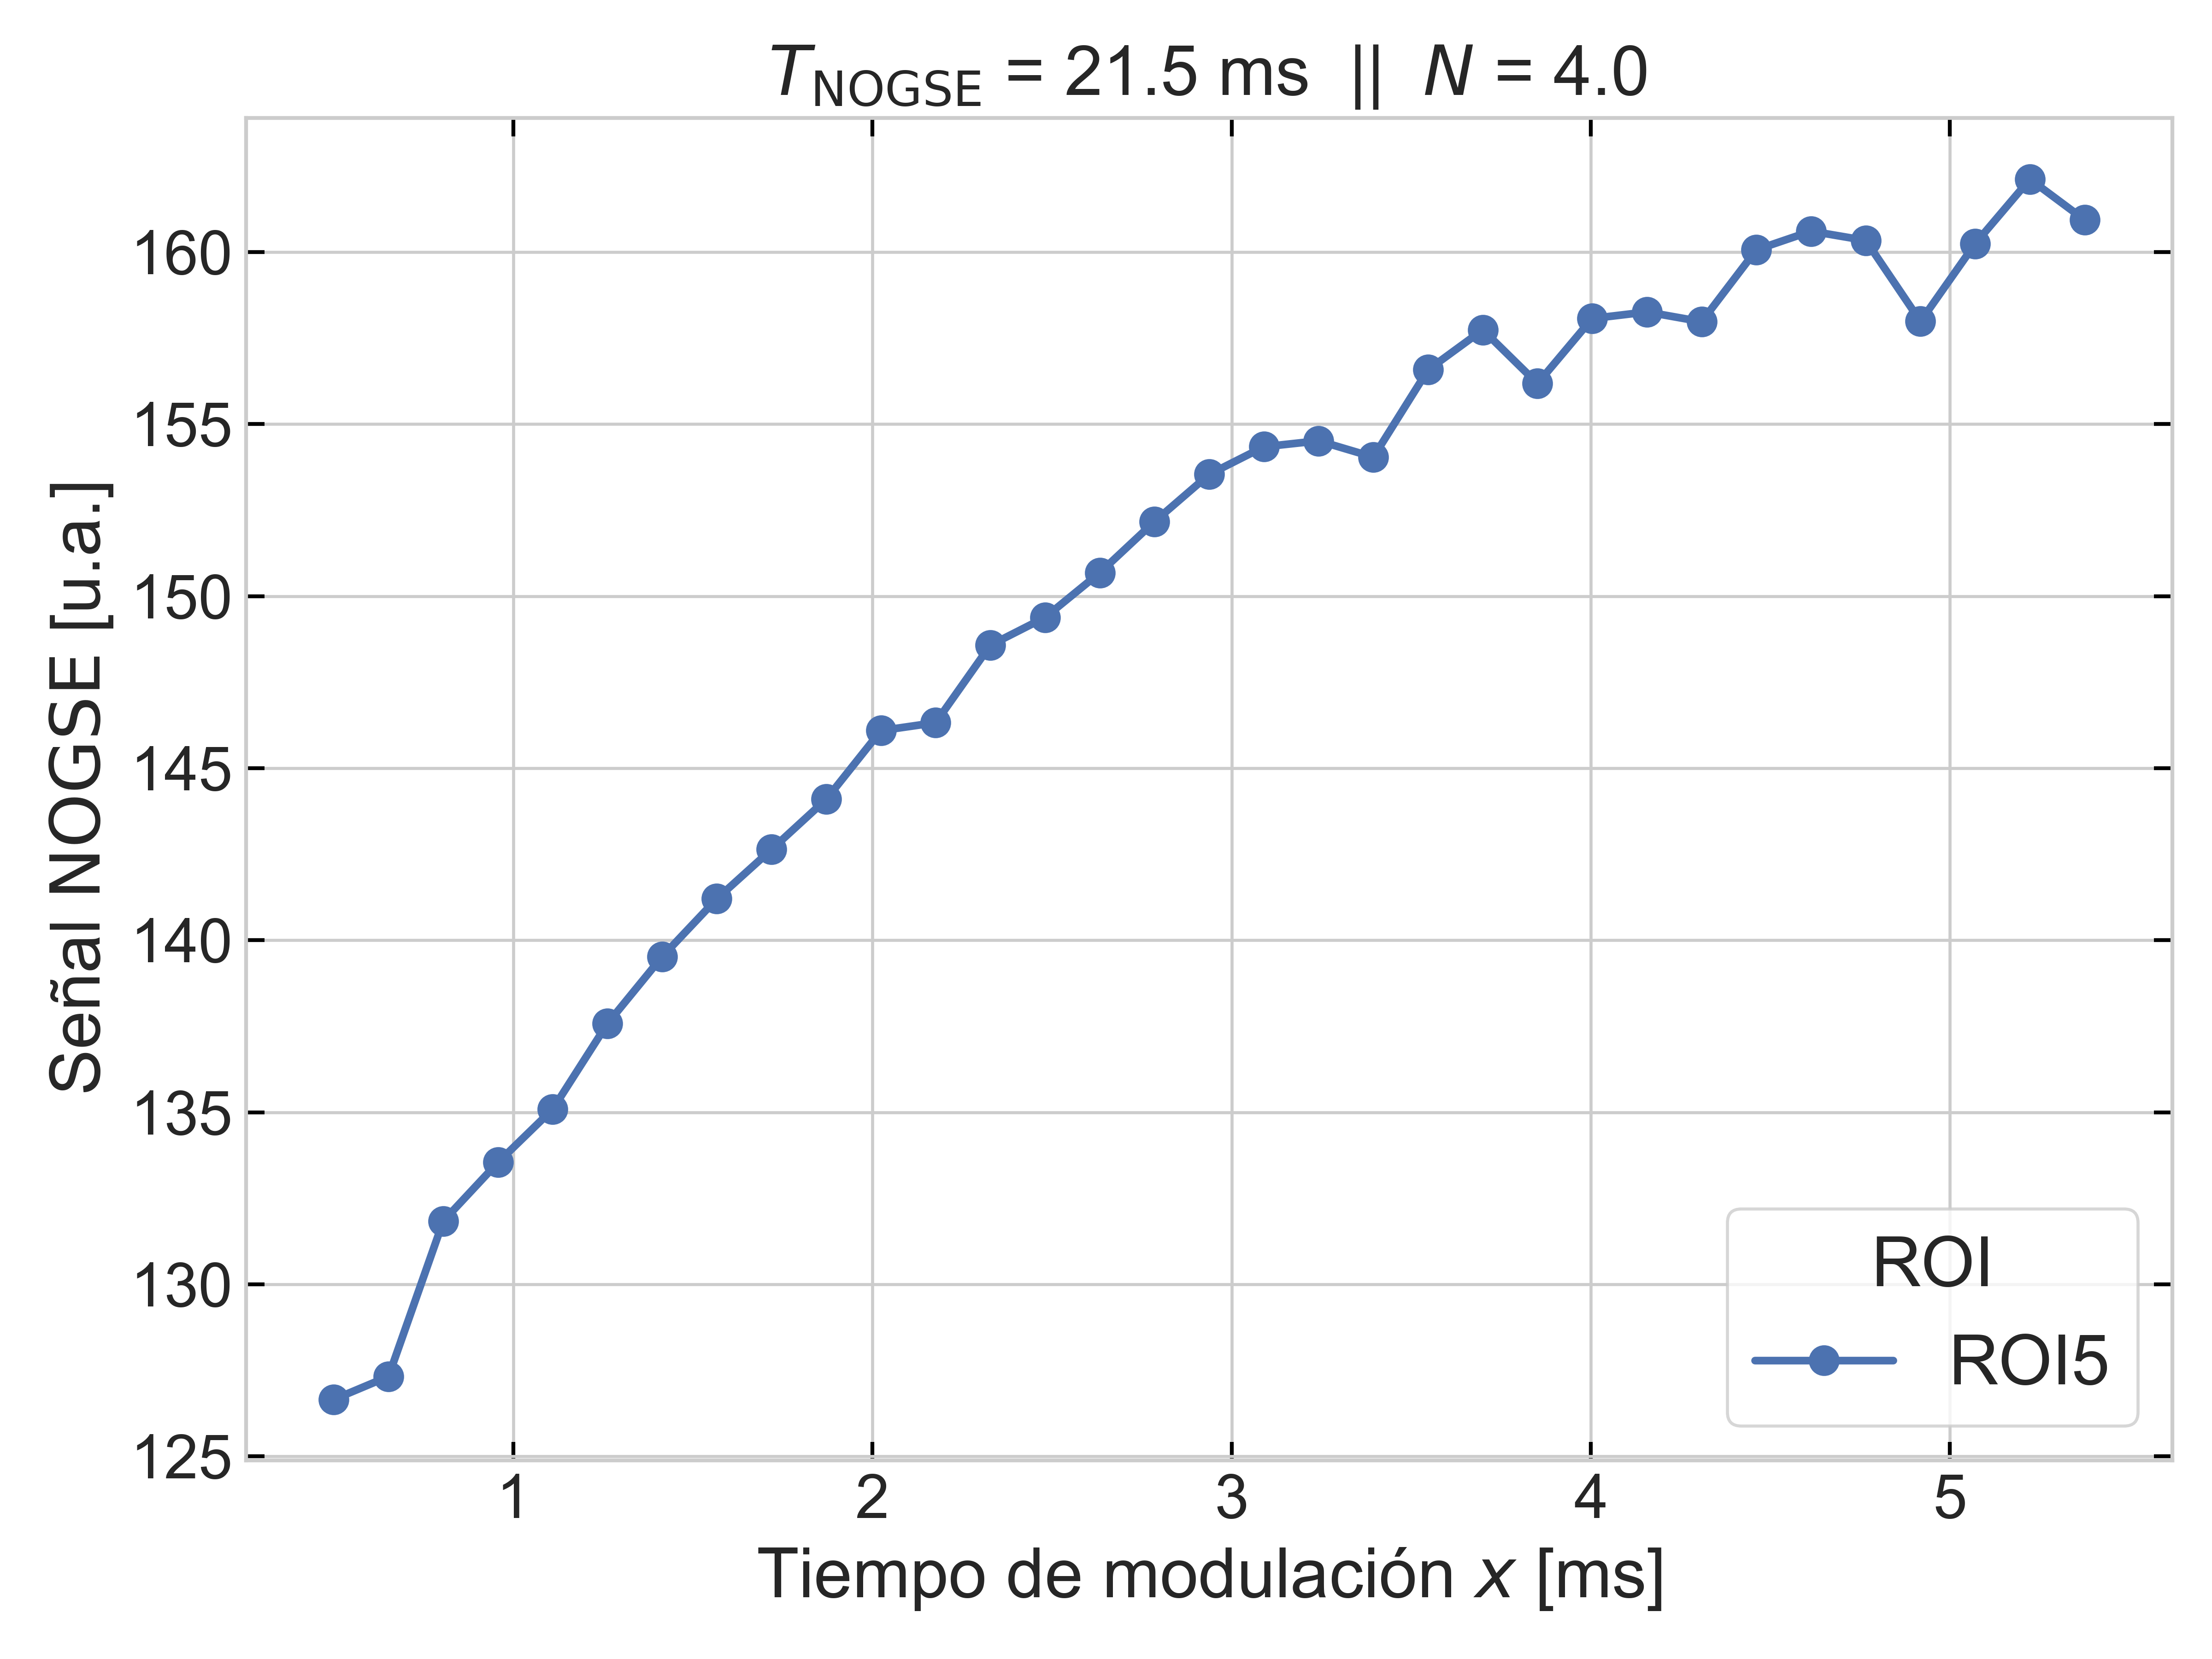 T_NOGSE = 21.5 ms || N = 4.0
Señal NOGSE [u.a.]
160
155
150
145
140
135
130
125
ROI
ROI5
1 2 3 4 5
Tiempo de modulación x [ms]